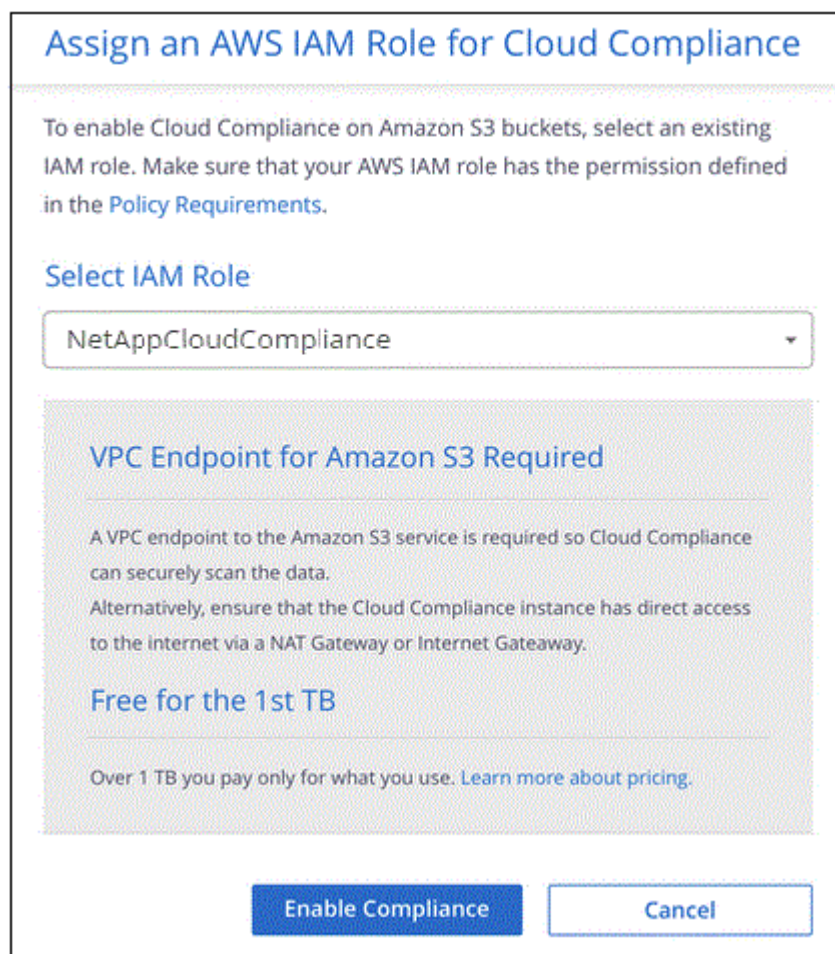 Assign an AWS IAM Role for Cloud Compliance
To enable Cloud Compliance on Amazon S3 buckets, select an existing
IAM role. Make sure that your AWS IAM role has the permission defined
in the Policy Requirements.
Select IAM Role
NetAppCloudCompliance
VPC Endpoint for Amazon S3 Required
A VPC endpoint to the Amazon S3 service is required so Cloud Compliance
can securely scan the data.
Alternatively, ensure that the Cloud Compliance instance has direct access
to the internet via a NAT Gateway or Internet Gateaway.
Free for the 1st TB
Over 1 TB you pay only for what you use. Learn more about pricing.
Enable Compliance
Cancel